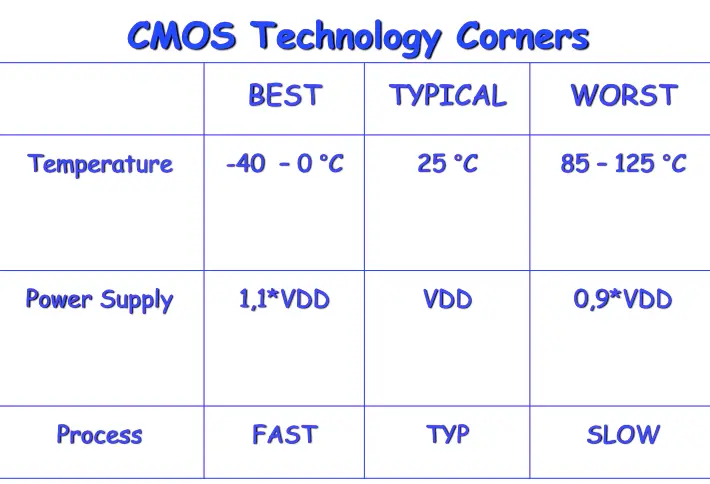 CMOS Technology Corners
BEST TYPICAL WORST
Temperature -40 – 0 °C 25 °C 85 – 125 °C
Power Supply 1,1*VDD VDD 0,9*VDD
Process FAST TYP SLOW